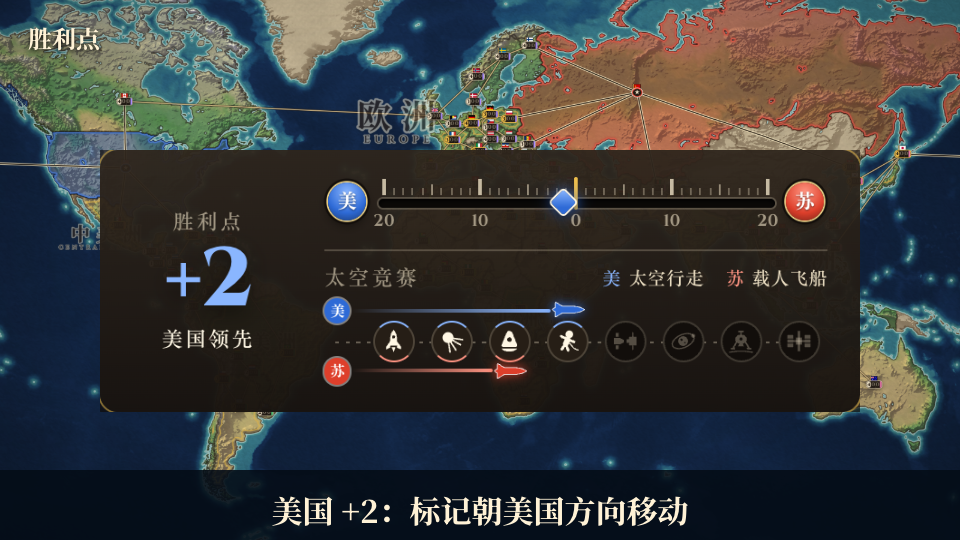 胜利点
欧洲
EUROPE
胜利点
+2
美国领先
美
苏
20 10 0 10 20
太空竞赛
美 太空行走 苏 载人飞船
美
苏
美国 +2：标记朝美国方向移动